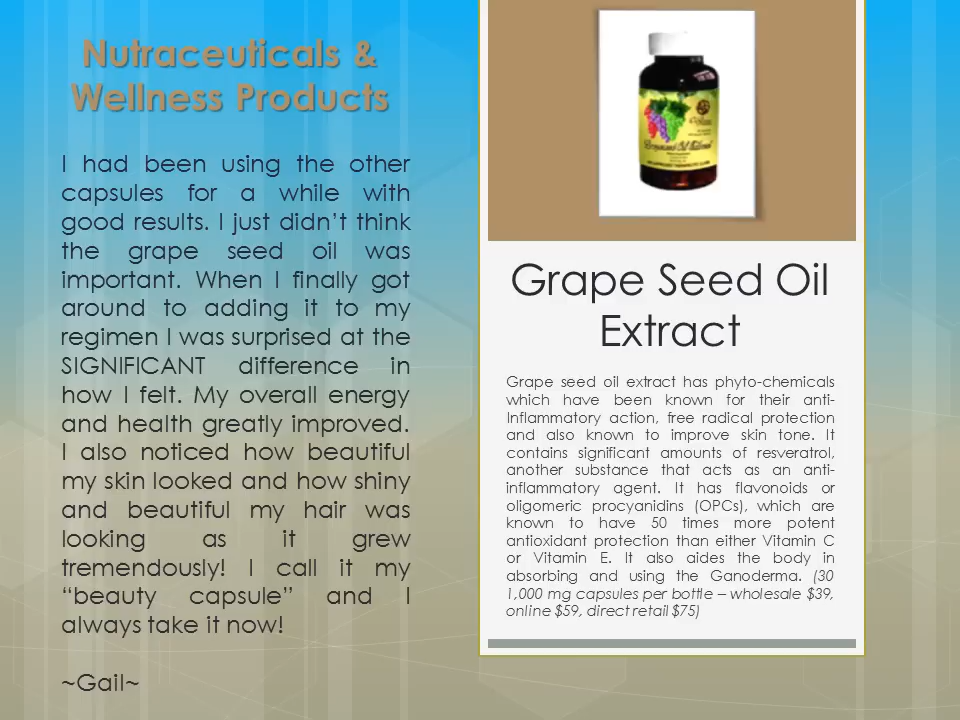 Nutraceuticals &
Wellness Products
I had been using the other
capsules for a while with
good results. I just didn’t think
the grape seed oil was
important. When I finally got
around to adding it to my
regimen I was surprised at the
SIGNIFICANT difference in
how I felt. My overall energy
and health greatly improved.
I also noticed how beautiful
my skin looked and how shiny
and beautiful my hair was
looking as it grew
tremendously! I call it my
“beauty capsule” and I
always take it now!
~Gail~
Grape Seed Oil
Extract
Grape seed oil extract has phyto-chemicals
which have been known for their anti-
Inflammatory action, free radical protection
and also known to improve skin tone. It
contains significant amounts of resveratrol,
another substance that acts as an anti-
inflammatory agent. It has flavonoids or
oligomeric procyanidins (OPCs), which are
known to have 50 times more potent
antioxidant protection than either Vitamin C
or Vitamin E. It also aides the body in
absorbing and using the Ganoderma. (30
1,000 mg capsules per bottle – wholesale $39,
online $59, direct retail $75)